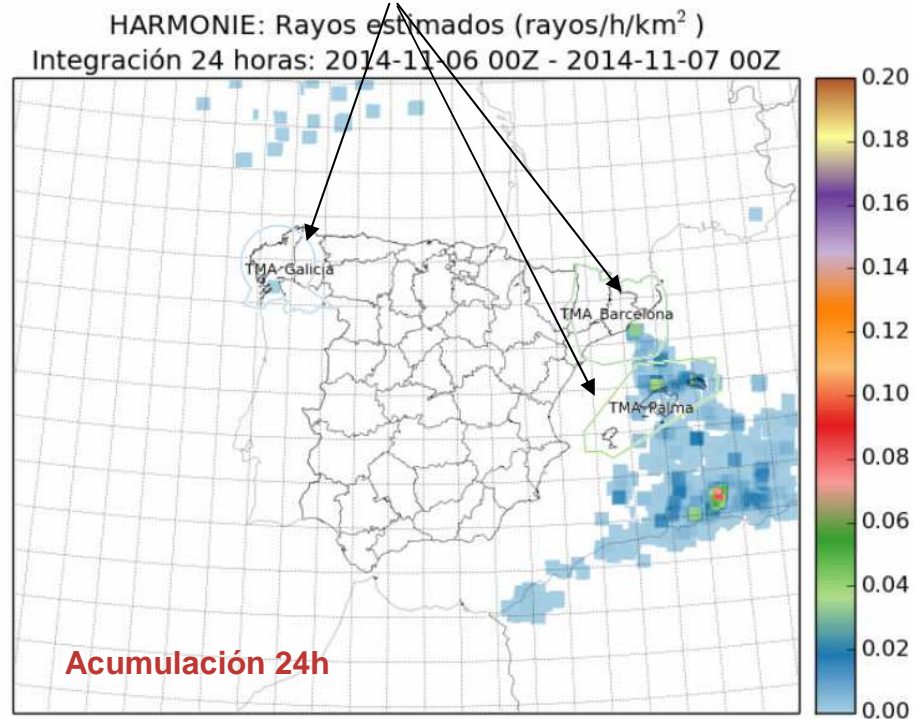 HARMONIE: Rayos estimados (rayos/h/km² )
Integración 24 horas: 2014-11-06 00Z - 2014-11-07 00Z
TMA_Galicia
TMA_Barcelona
TMA_Palma
Acumulación 24h
0.20
0.18
0.16
0.14
0.12
0.10
0.08
0.06
0.04
0.02
0.00